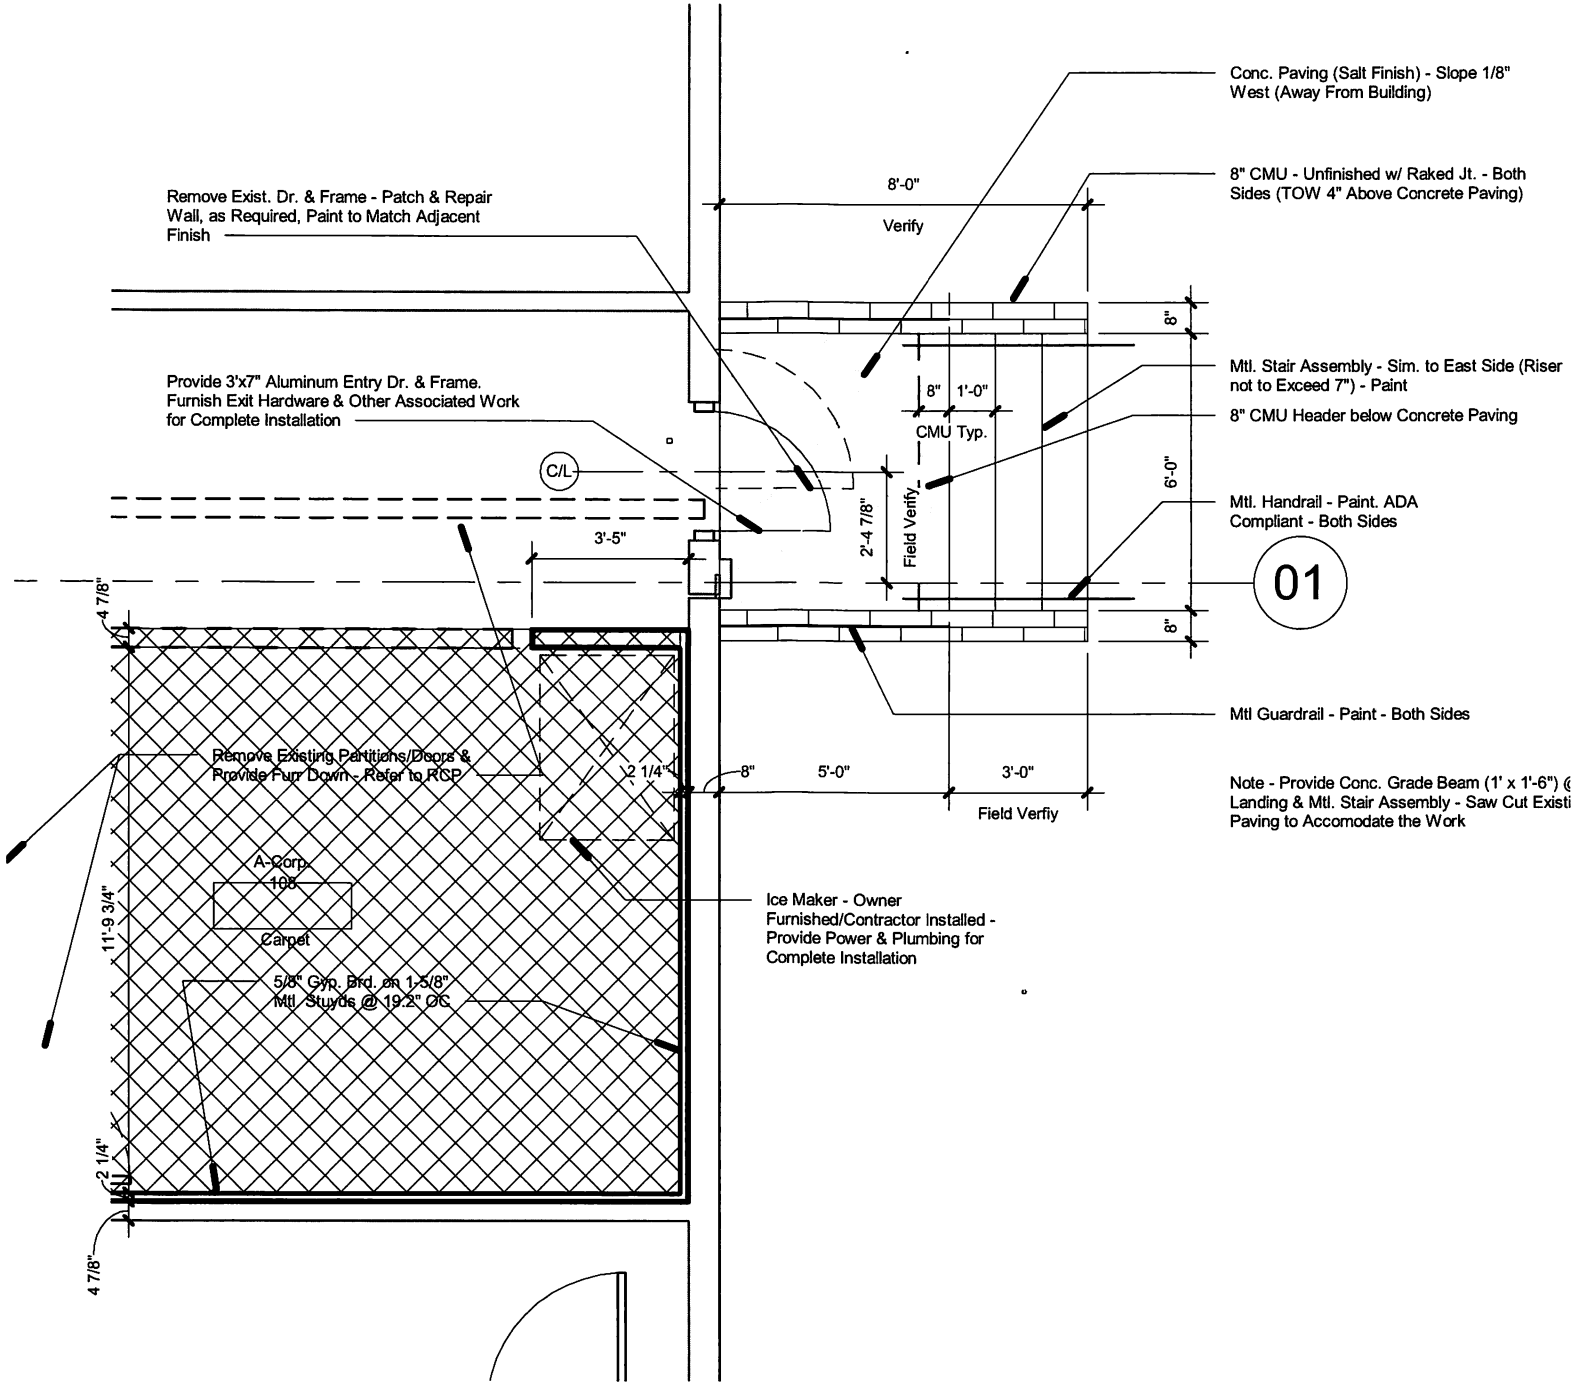 Conc. Paving (Salt Finish) - Slope 1/8"
West (Away From Building)
8" CMU - Unfinished w/ Raked Jt. - Both
Sides (TOW 4" Above Concrete Paving)
8'-0"
Verify
Remove Exist. Dr. & Frame - Patch & Repair
Wall, as Required, Paint to Match Adjacent
Finish
8"
Mtl. Stair Assembly - Sim. to East Side (Riser
not to Exceed 7") - Paint
Provide 3'x7" Aluminum Entry Dr. & Frame.
Furnish Exit Hardware & Other Associated Work
for Complete Installation
8"
1'-0"
CMU Typ.
8" CMU Header below Concrete Paving
C/L
6'-0"
Mtl. Handrail - Paint. ADA
Compliant - Both Sides
2'-4 7/8"
Field Verify
3'-5"
01
4 7/8"
8"
Mtl Guardrail - Paint - Both Sides
Remove Existing Partitions/Doors &
Provide Furr Down - Refer to RCP
2 1/4"
8"
5'-0"
3'-0"
Field Verfiy
Note - Provide Conc. Grade Beam (1' x 1'-6") @
Landing & Mtl. Stair Assembly - Saw Cut Existi
Paving to Accomodate the Work
A-Corp.
108
Carpet
11'-9 3/4"
Ice Maker - Owner
Furnished/Contractor Installed -
Provide Power & Plumbing for
Complete Installation
5/8" Gyp. Brd. on 1-5/8"
Mtl. Stuyds @ 19.2" OC
2 1/4"
4 7/8"